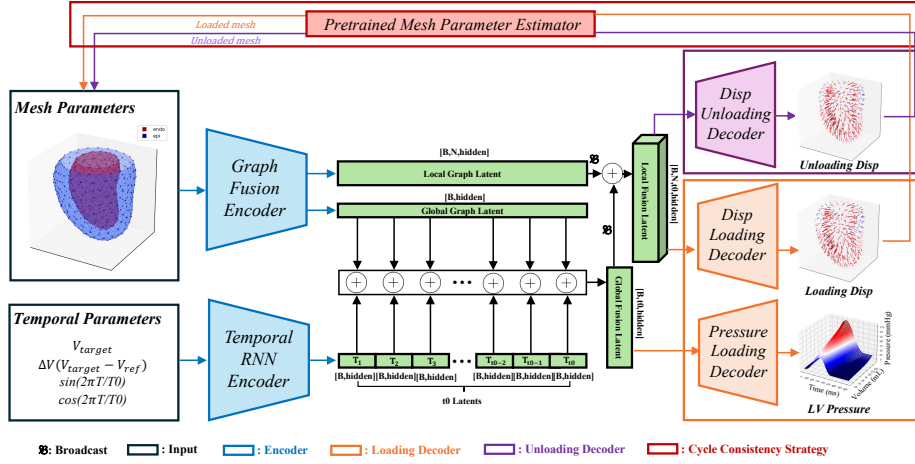 Loaded mesh
Pretrained Mesh Parameter Estimator
Unloaded mesh
Mesh Parameters
endo
epi
Graph
Fusion
Encoder
[B,N,hidden]
Local Graph Latent
[B,hidden]
Global Graph Latent
𝕭
𝕭
Local Fusion Latent
[B,N,t0,hidden]
Global Fusion Latent
[B,t0,hidden]
Disp
Unloading
Decoder
Unloading Disp
Disp
Loading
Decoder
Loading Disp
Pressure
Loading
Decoder
Pressure (mmHg)
Volume (mL)
Time (ms)
LV Pressure
Temporal Parameters
V_target
ΔV(V_target − V_ref)
sin(2πT/T0)
cos(2πT/T0)
Temporal
RNN
Encoder
T_1 T_2 T_3 ••• T_t0−2 T_t0−1 T_t0
[B,hidden][B,hidden][B,hidden] [B,hidden][B,hidden][B,hidden]
t0 Latents
𝕭: Broadcast : Input : Encoder : Loading Decoder : Unloading Decoder : Cycle Consistency Strategy